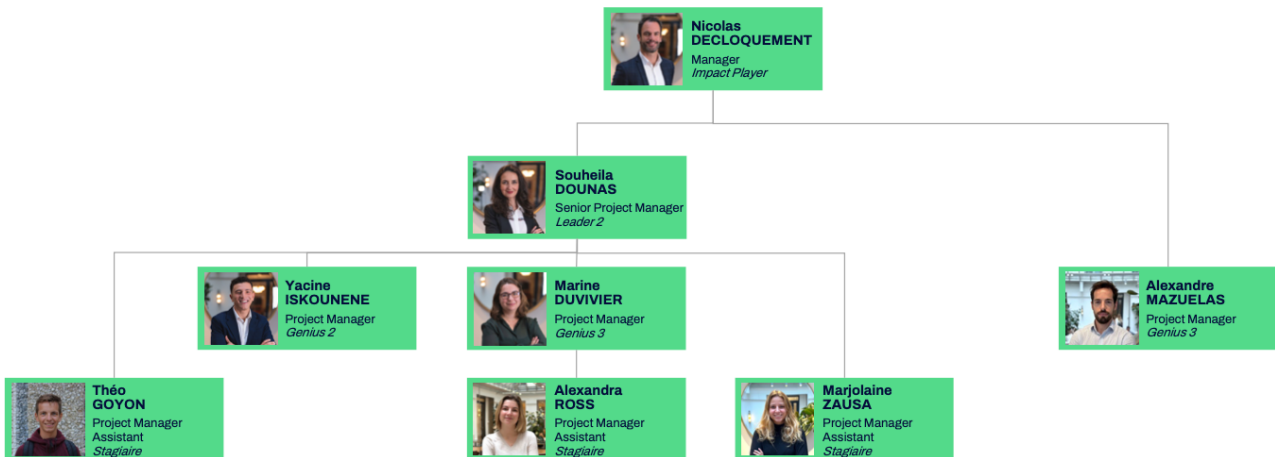 Nicolas
DECLOQUEMENT
Manager
Impact Player
Souheila
DOUNAS
Senior Project Manager
Leader 2
Yacine
ISKOUNENE
Project Manager
Genius 2
Marine
DUVIVIER
Project Manager
Genius 3
Alexandre
MAZUELAS
Project Manager
Genius 3
Théo
GOYON
Project Manager
Assistant
Stagiaire
Alexandra
ROSS
Project Manager
Assistant
Stagiaire
Marjolaine
ZAUSA
Project Manager
Assistant
Stagiaire